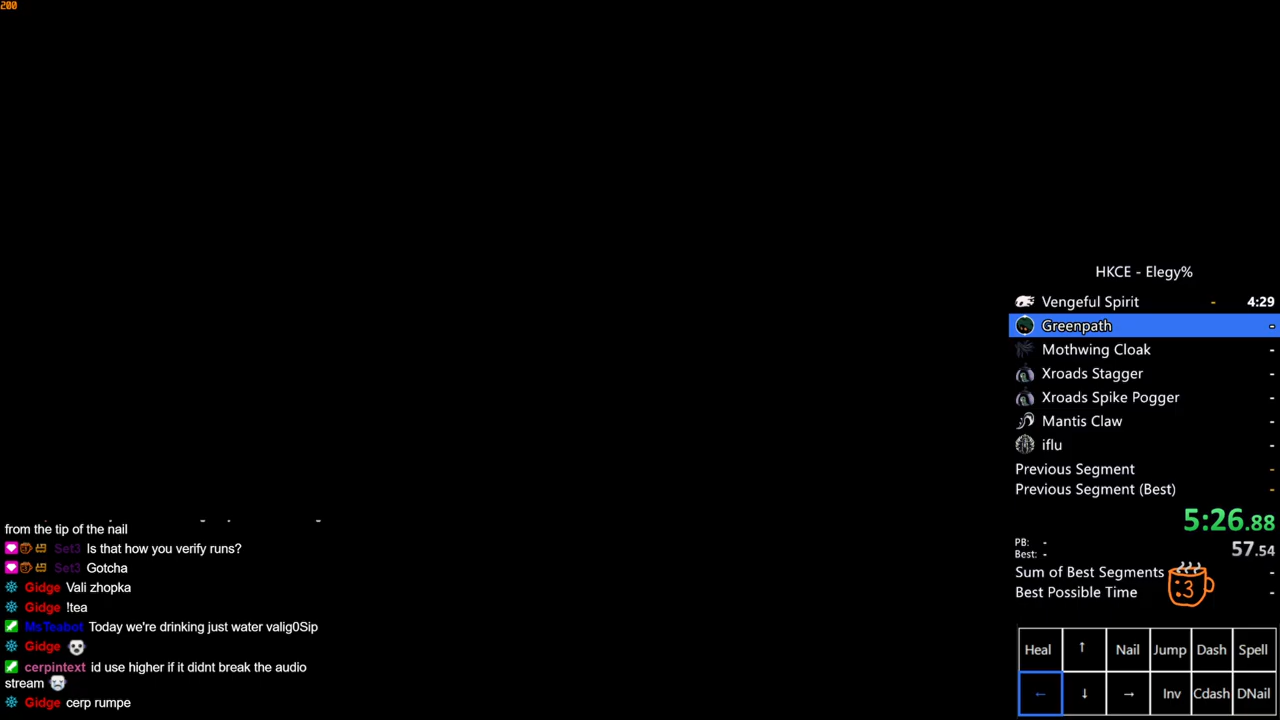 200
HKCE - Elegy%
Vengeful Spirit - 4:29
Greenpath -
Mothwing Cloak -
Xroads Stagger -
Xroads Spike Pogger -
Mantis Claw -
iflu -
Previous Segment -
Previous Segment (Best) -
5:26.88
PB: -
57.54
Best: -
Sum of Best Segments -
:3
Best Possible Time -
Heal ↑ Nail Jump Dash Spell
← ↓ → Inv Cdash DNail
from the tip of the nail
Set3 Is that how you verify runs?
Set3 Gotcha
Gidge Vali zhopka
Gidge !tea
MsTeabot Today we're drinking just water valig0Sip
Gidge
cerpintext id use higher if it didnt break the audio
stream
Gidge cerp rumpe